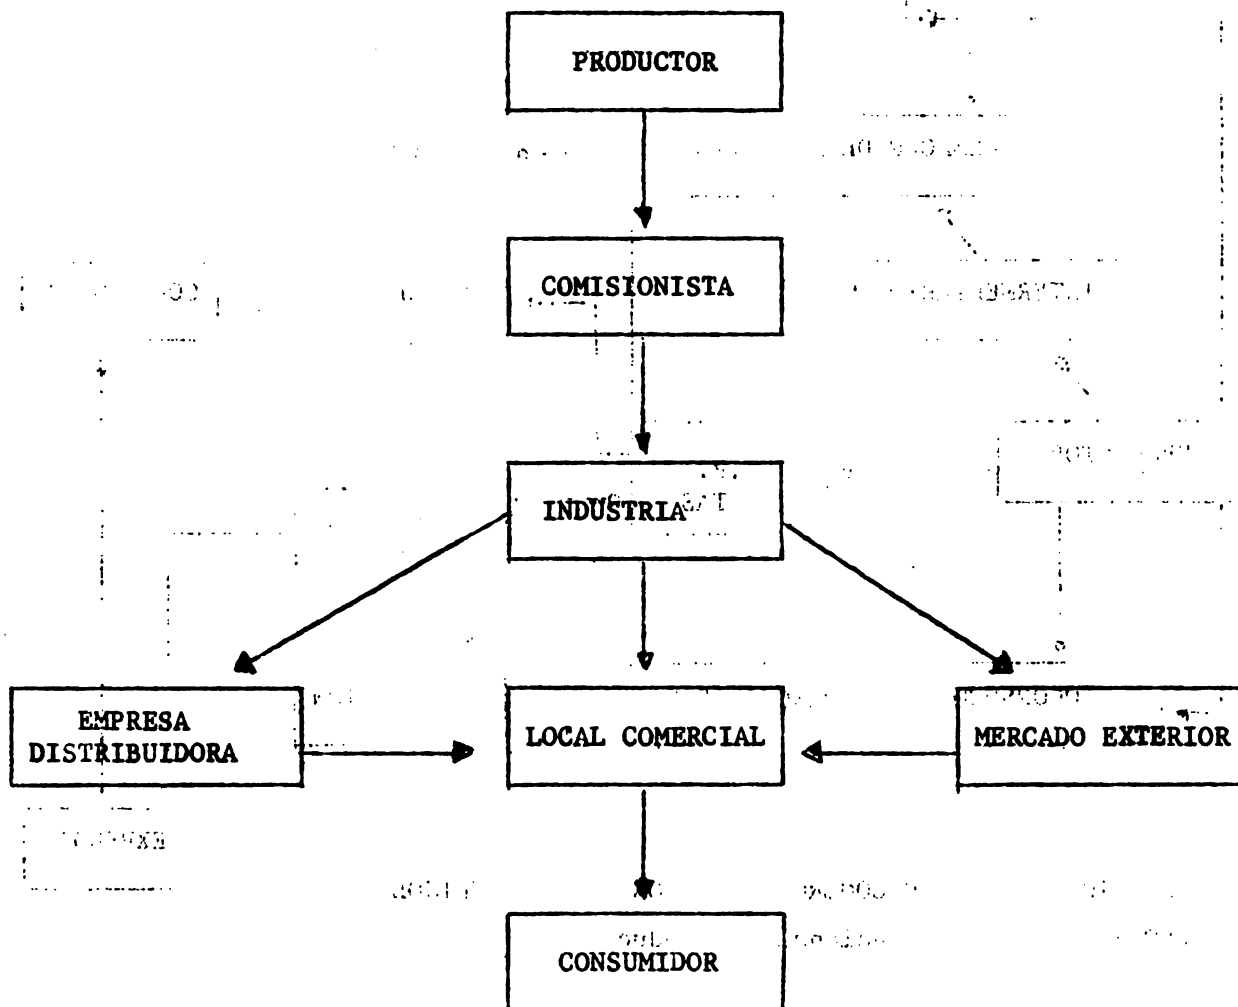 PRODUCTOR
COMISIONISTA
INDUSTRIA
EMPRESA
DISTRIBUIDORA
LOCAL COMERCIAL
MERCADO EXTERIOR
CONSUMIDOR